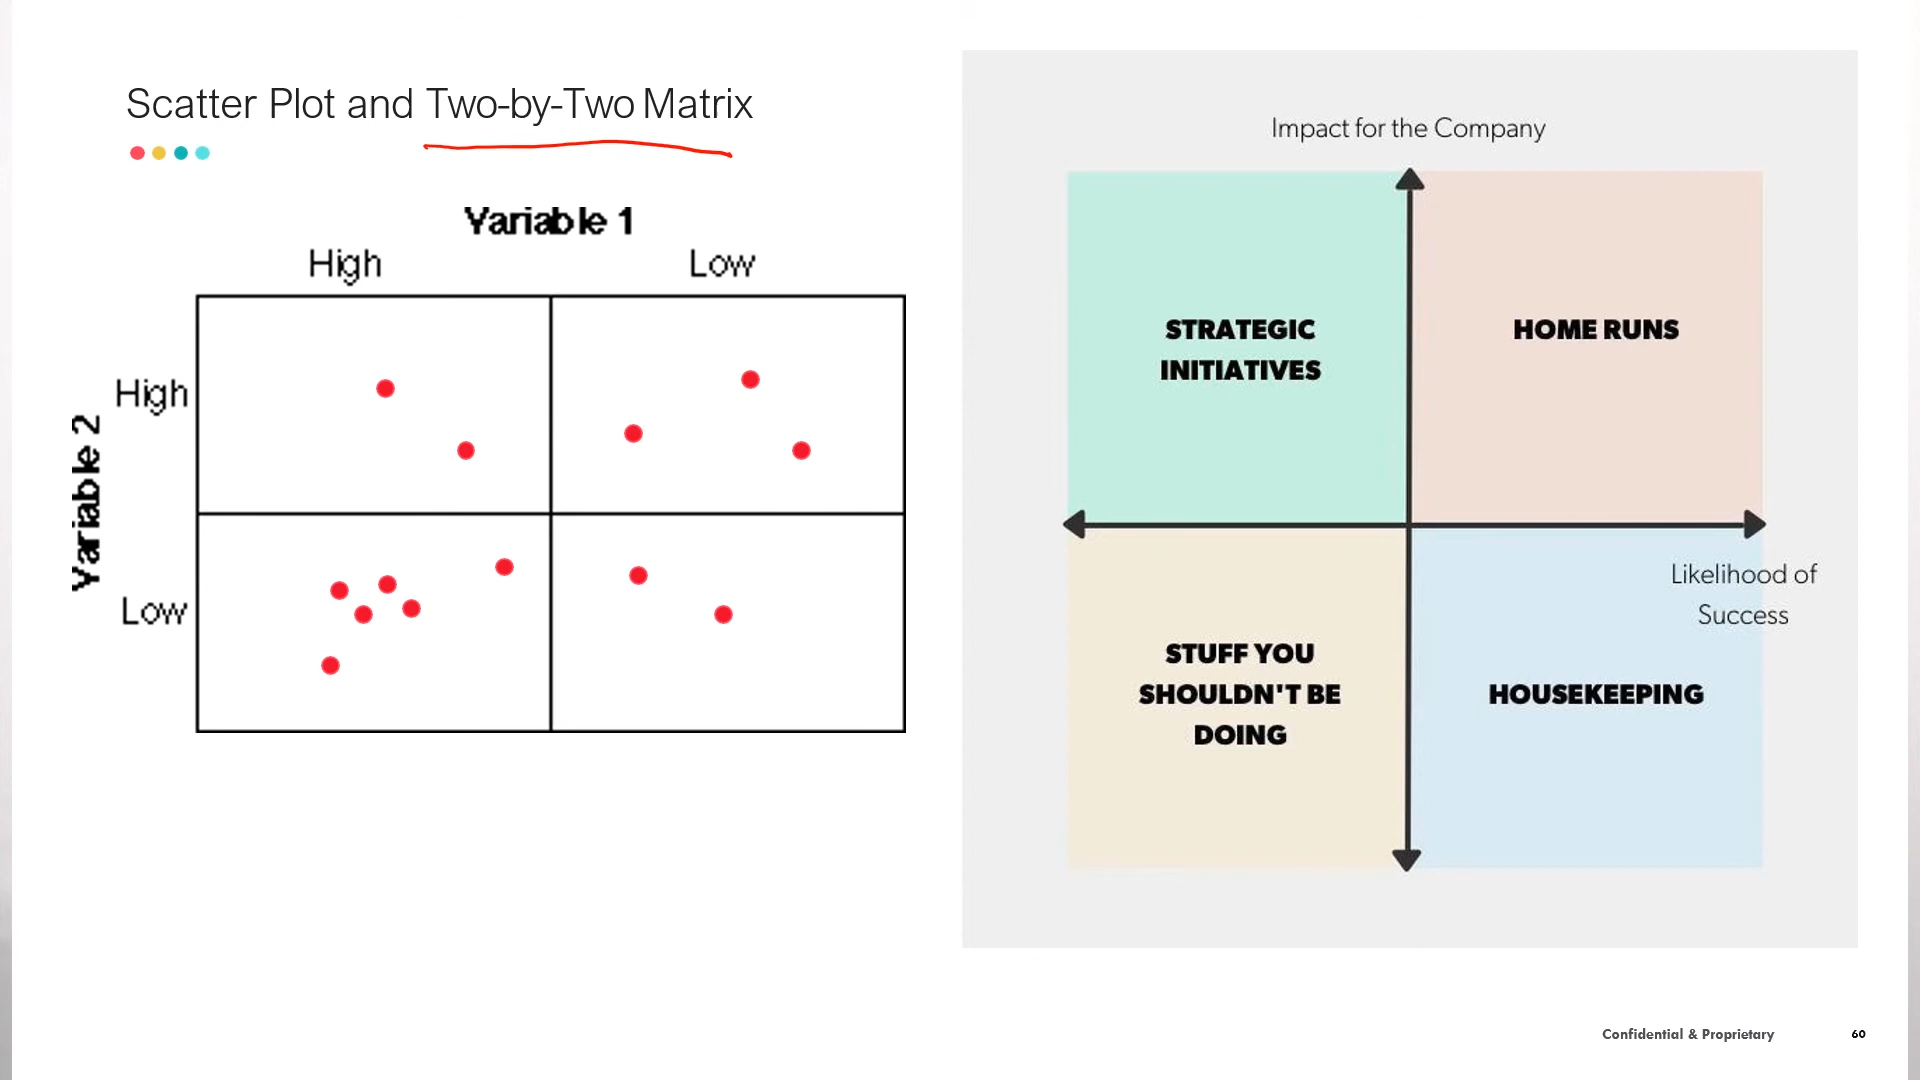 Scatter Plot and Two-by-Two Matrix
Variable 1
High
Low
Variable 2
High
Low
Impact for the Company
STRATEGIC
INITIATIVES
HOME RUNS
Likelihood of
Success
STUFF YOU
SHOULDN'T BE
DOING
HOUSEKEEPING
Confidential & Proprietary
60